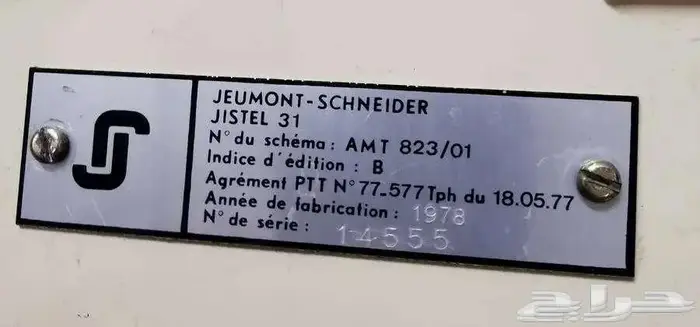 JEUMONT-SCHNEIDER
JISTEL 31
N° du schéma : AMT 823/01
Indice d'édition : B
Agrément PTT N° 77-577 Tph du 18.05.77
Année de fabrication : 1978
N° de série : 14555
حراج